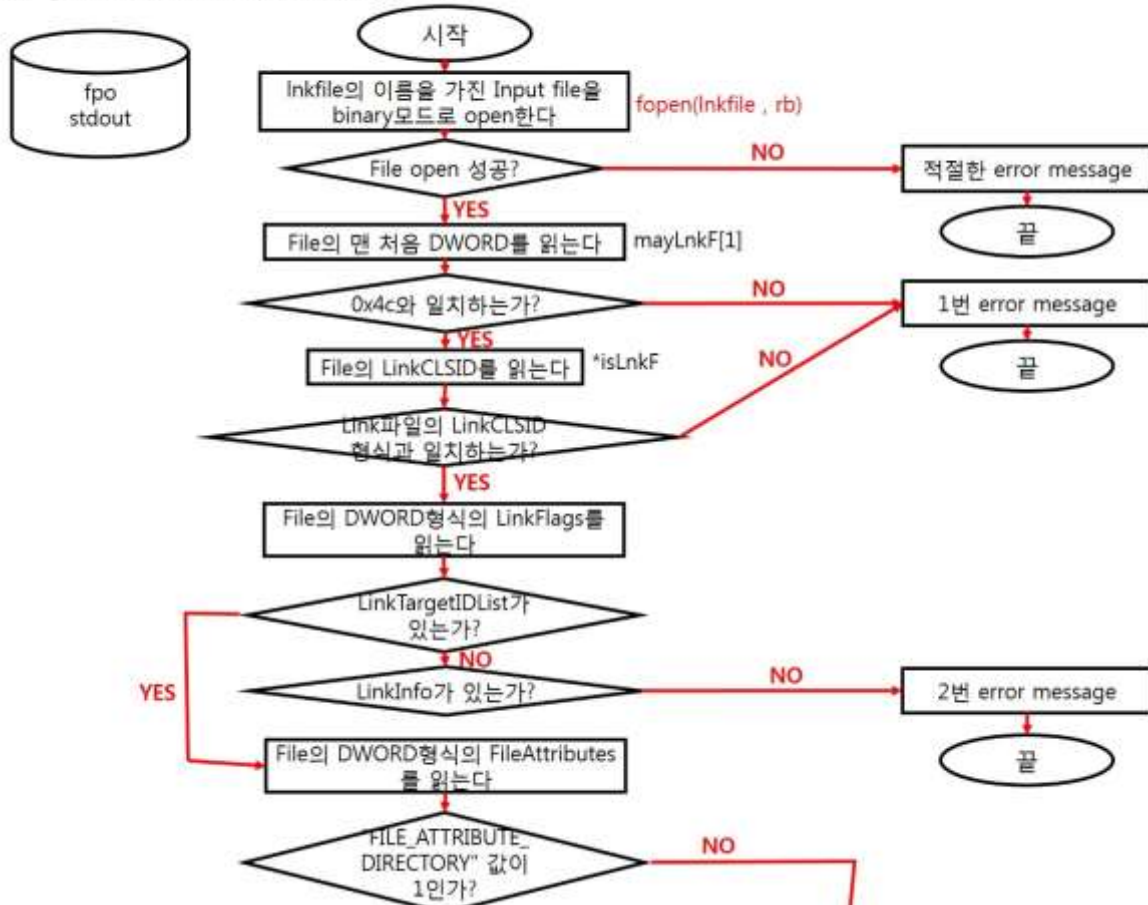 시작
fpo
stdout
lnkfile의 이름을 가진 Input file을
binary모드로 open한다
fopen(lnkfile , rb)
File open 성공?
NO
적절한 error message
YES
끝
File의 맨 처음 DWORD를 읽는다
mayLnkF[1]
0x4c와 일치하는가?
NO
1번 error message
YES
File의 LinkCLSID를 읽는다
*isLnkF
NO
끝
Link파일의 LinkCLSID
형식과 일치하는가?
YES
File의 DWORD형식의 LinkFlags를
읽는다
LinkTargetIDList가
있는가?
NO
YES
LinkInfo가 있는가?
NO
2번 error message
끝
File의 DWORD형식의 FileAttributes
를 읽는다
"FILE_ATTRIBUTE_
DIRECTORY" 값이
1인가?
NO